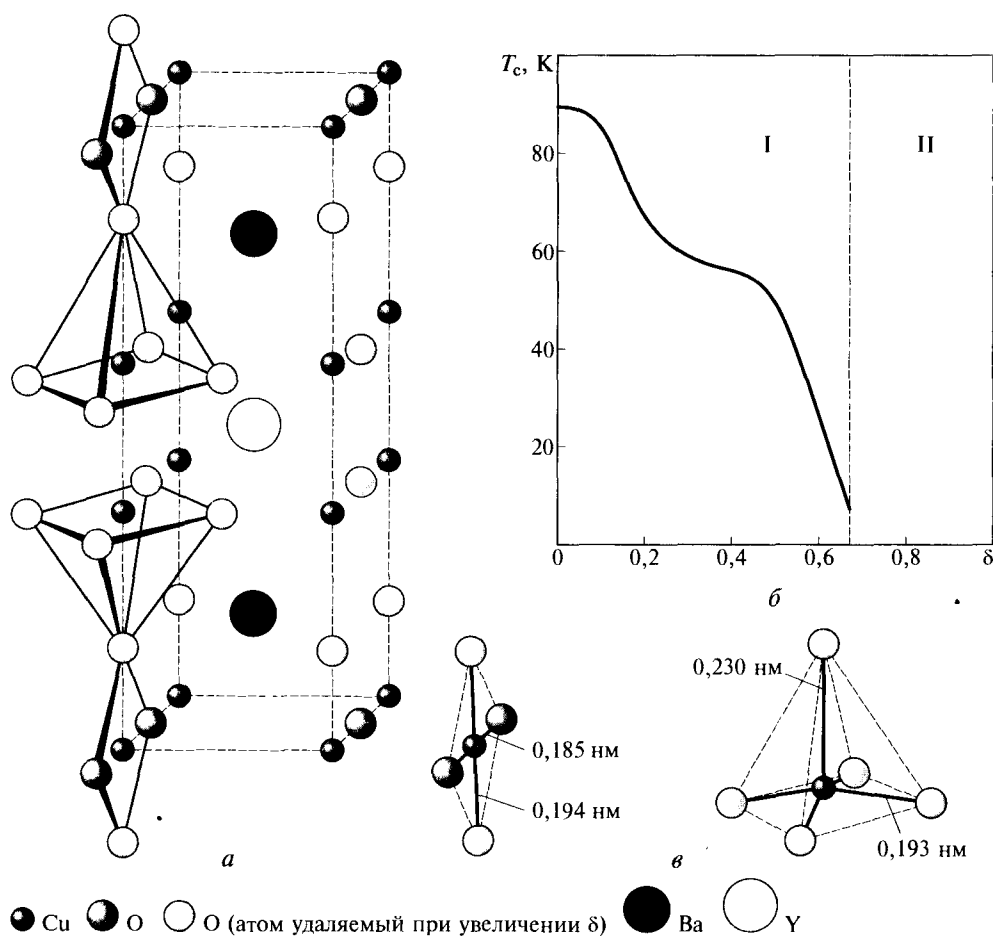 T_c, K
I
II
80
60
40
20
0
0,2
0,4
0,6
0,8
δ
б
0,230 нм
0,185 нм
0,194 нм
0,193 нм
а
в
Cu O O (атом удаляемый при увеличении δ) Ba Y